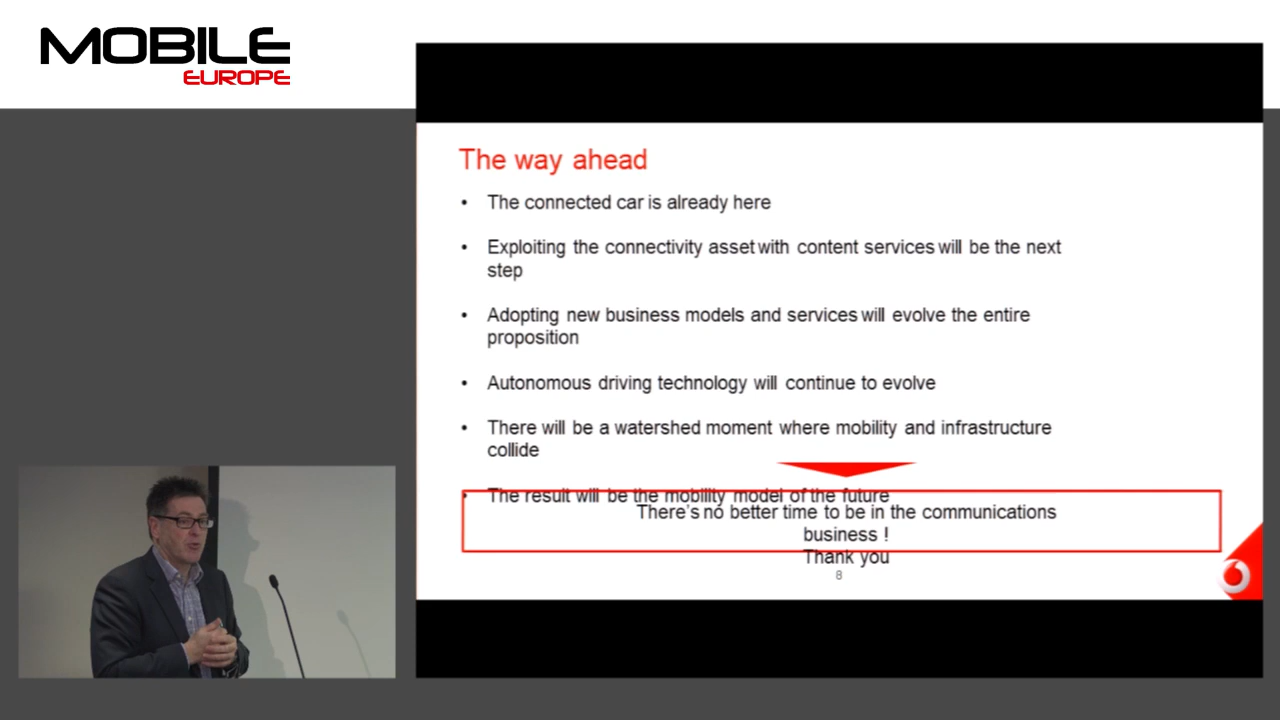 MOBILE
EUROPE
The way ahead
• The connected car is already here
• Exploiting the connectivity asset with content services will be the next
step
• Adopting new business models and services will evolve the entire
proposition
• Autonomous driving technology will continue to evolve
• There will be a watershed moment where mobility and infrastructure
collide
• The result will be the mobility model of the future
There's no better time to be in the communications
business !
Thank you
8